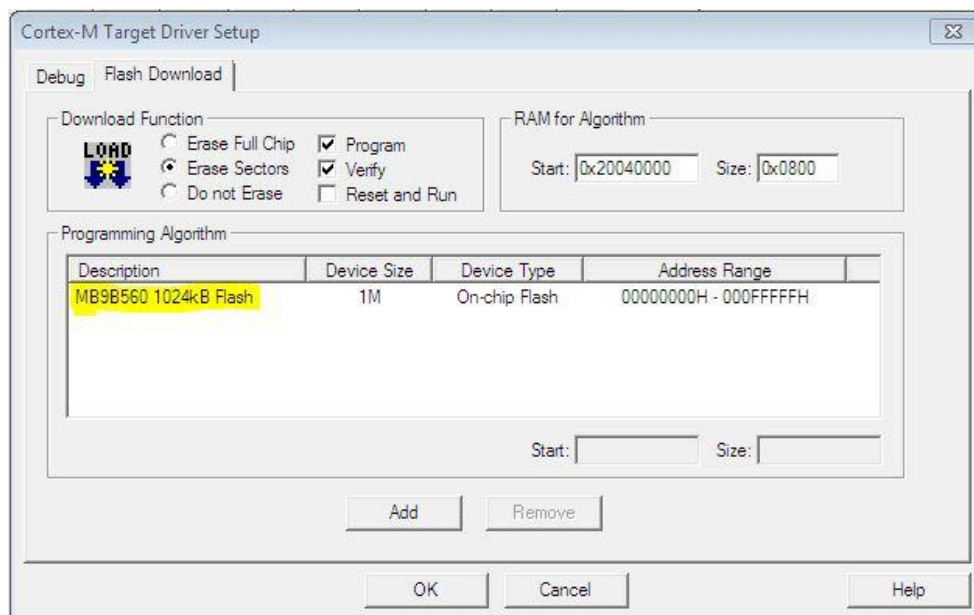 Cortex-M Target Driver Setup
Debug Flash Download
Download Function
LOAD
Erase Full Chip
Erase Sectors
Do not Erase
Program
Verify
Reset and Run
RAM for Algorithm
Start: 0x20040000 Size: 0x0800
Programming Algorithm
Description Device Size Device Type Address Range
MB9B560 1024kB Flash 1M On-chip Flash 00000000H - 000FFFFFH
Start: Size:
Add Remove
OK Cancel Help